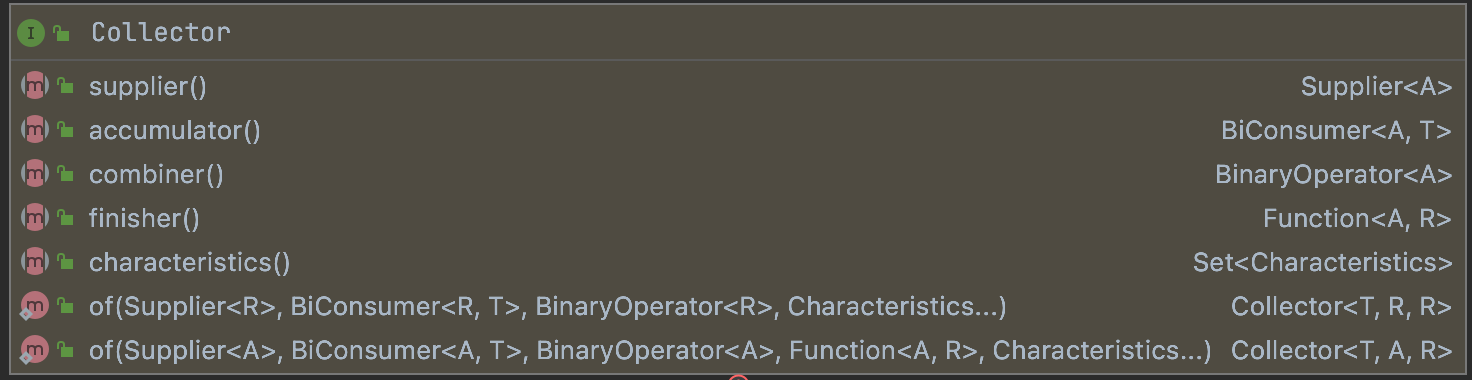 I Collector
m supplier() Supplier<A>
m accumulator() BiConsumer<A, T>
m combiner() BinaryOperator<A>
m finisher() Function<A, R>
m characteristics() Set<Characteristics>
m of(Supplier<R>, BiConsumer<R, T>, BinaryOperator<R>, Characteristics...) Collector<T, R, R>
m of(Supplier<A>, BiConsumer<A, T>, BinaryOperator<A>, Function<A, R>, Characteristics...) Collector<T, A, R>